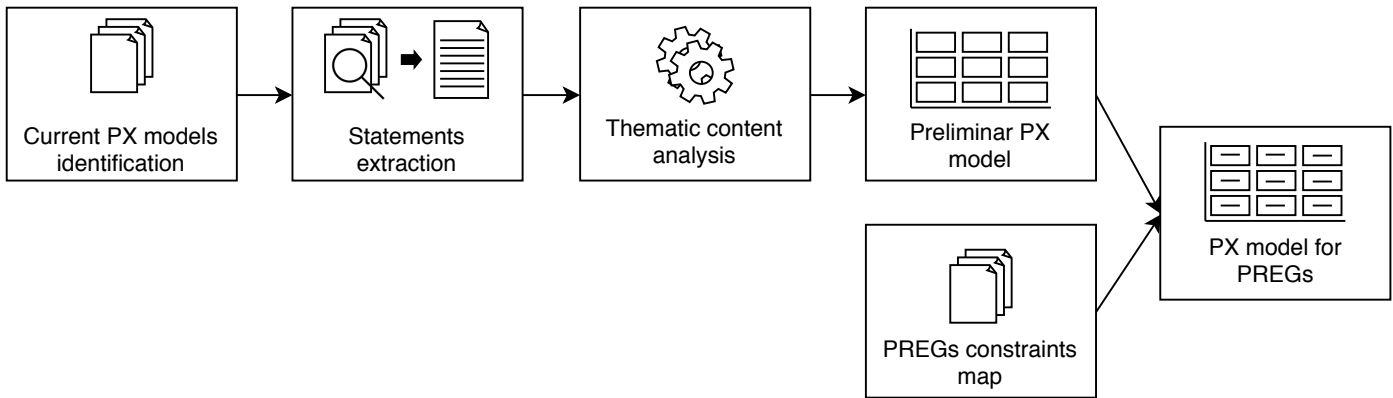 Current PX models
identification
Statements
extraction
Thematic content
analysis
Preliminar PX
model
PREGs constraints
map
PX model for
PREGs